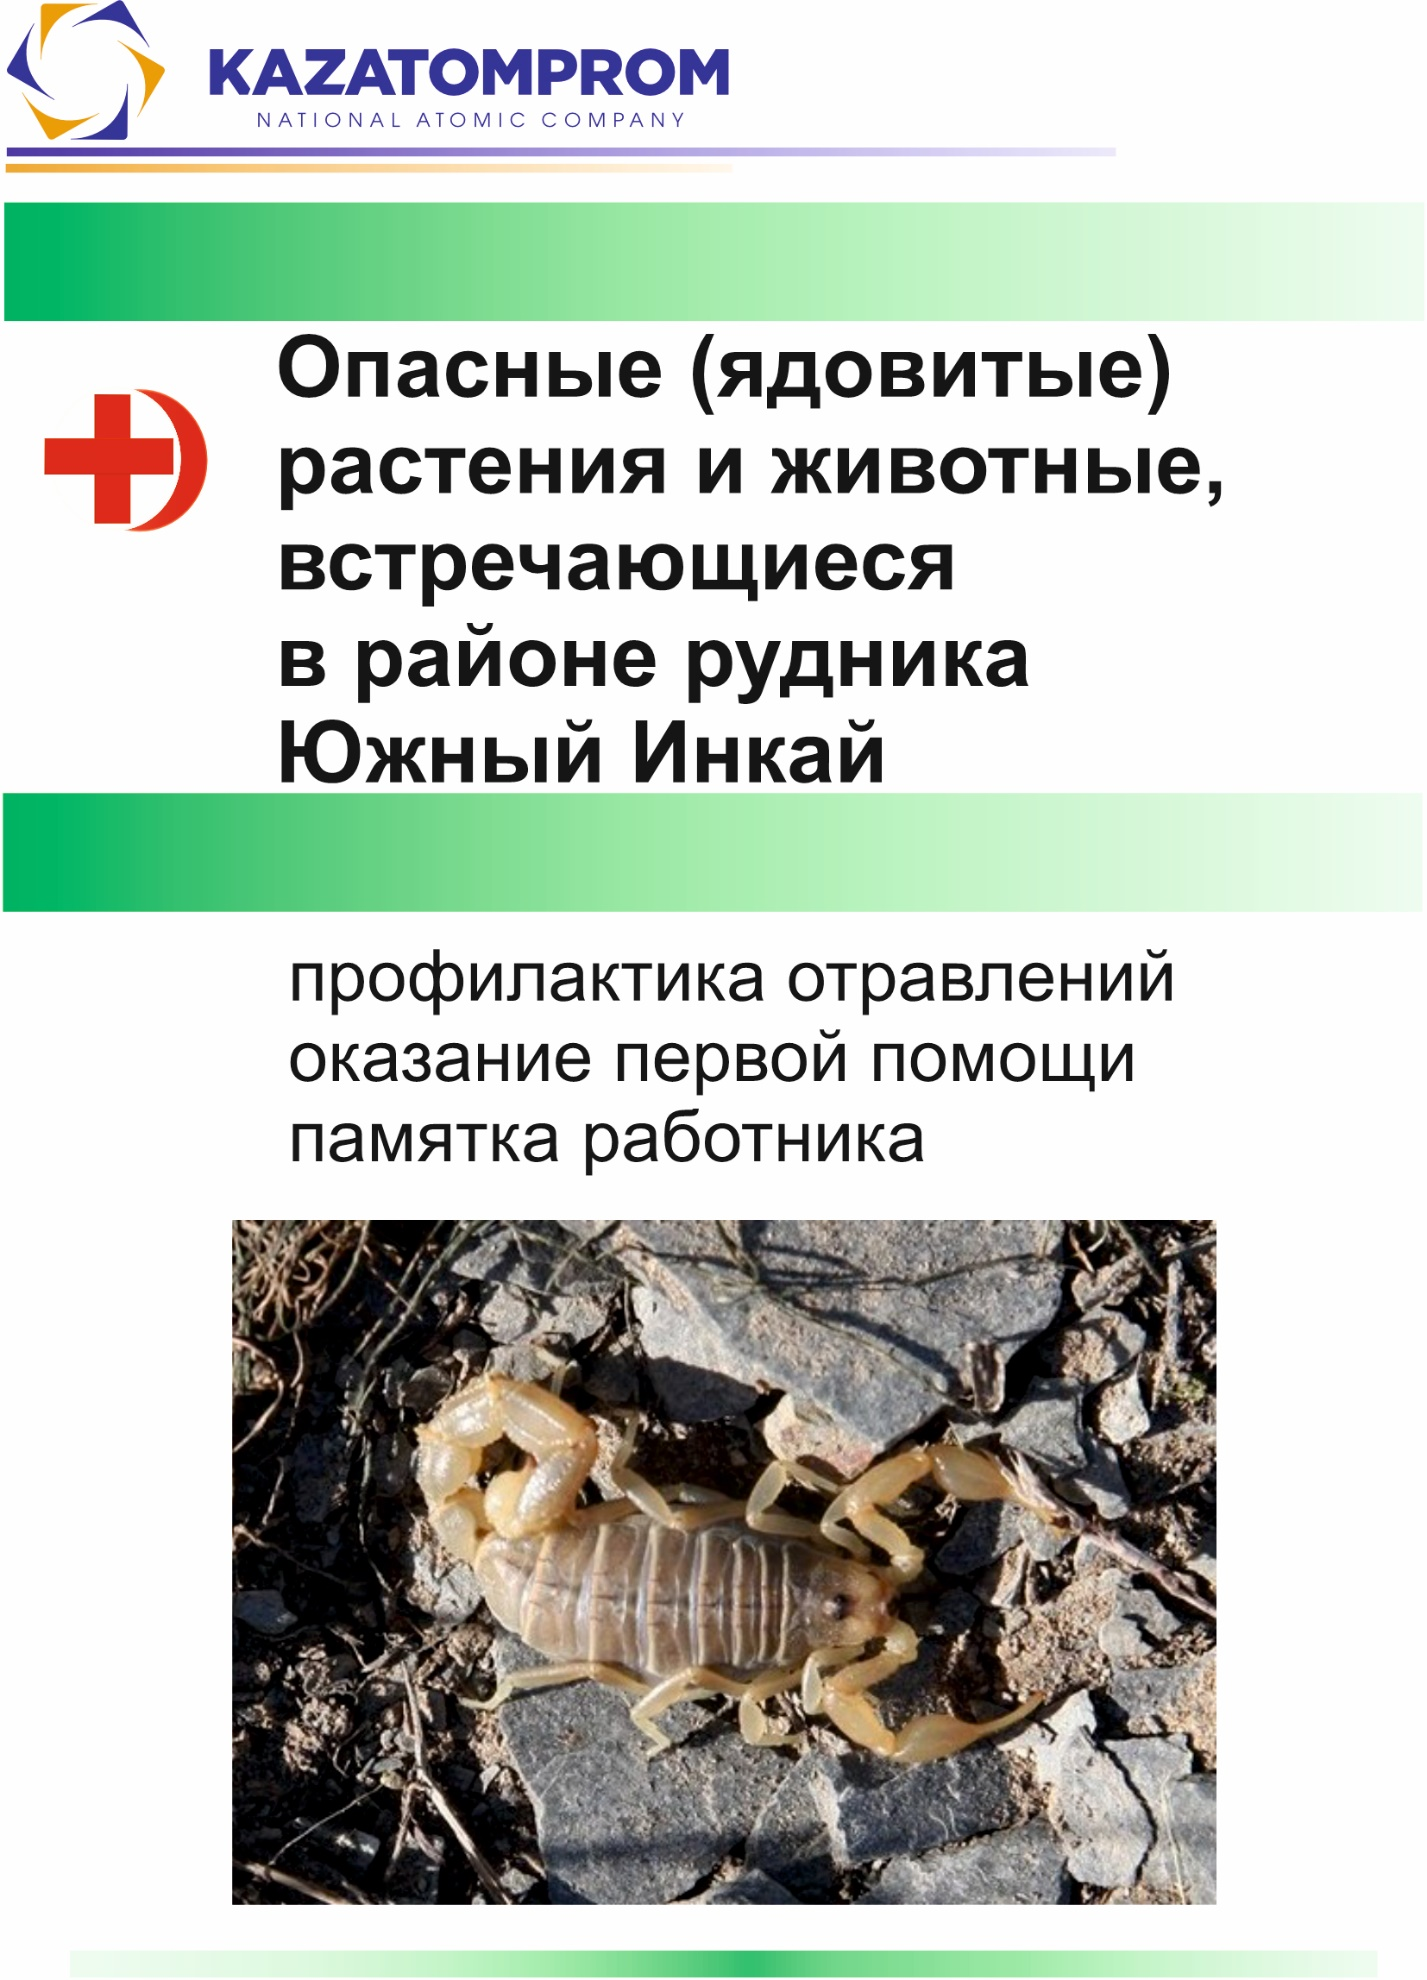 KAZATOMPROM
NATIONAL ATOMIC COMPANY
Опасные (ядовитые)
растения и животные,
встречающиеся
в районе рудника
Южный Инкай
профилактика отравлений
оказание первой помощи
памятка работника